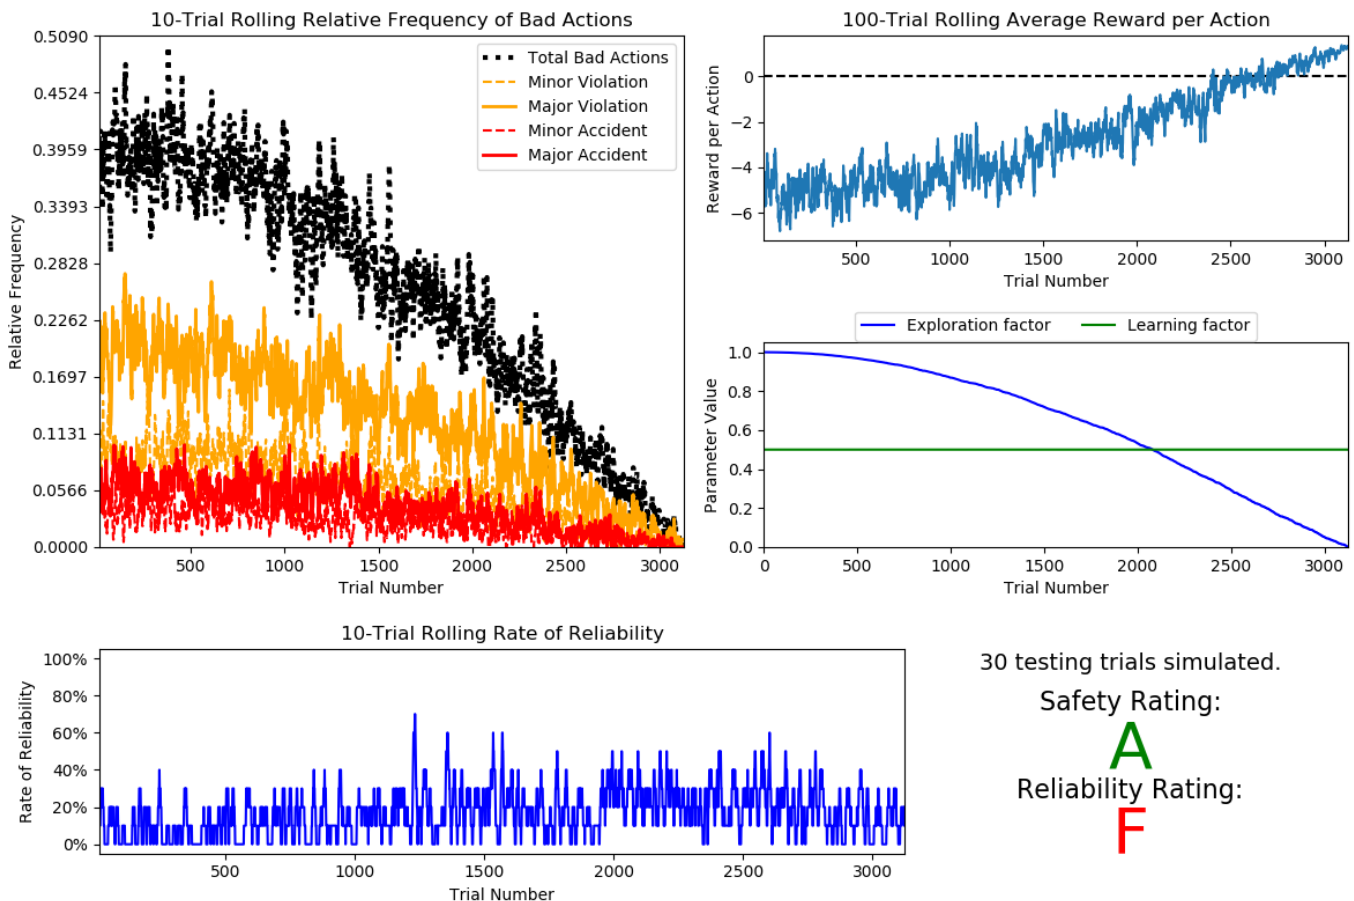 10-Trial Rolling Relative Frequency of Bad Actions
0.5090
0.4524
0.3959
0.3393
0.2828
0.2262
0.1697
0.1131
0.0566
0.0000
Relative Frequency
Total Bad Actions
Minor Violation
Major Violation
Minor Accident
Major Accident
500 1000 1500 2000 2500 3000
Trial Number
100-Trial Rolling Average Reward per Action
0
−2
−4
−6
Reward per Action
500 1000 1500 2000 2500 3000
Trial Number
Exploration factor Learning factor
1.0
0.8
0.6
0.4
0.2
0.0
Parameter Value
0 500 1000 1500 2000 2500 3000
Trial Number
10-Trial Rolling Rate of Reliability
100%
80%
60%
40%
20%
0%
Rate of Reliability
500 1000 1500 2000 2500 3000
Trial Number
30 testing trials simulated.
Safety Rating:
A
Reliability Rating:
F